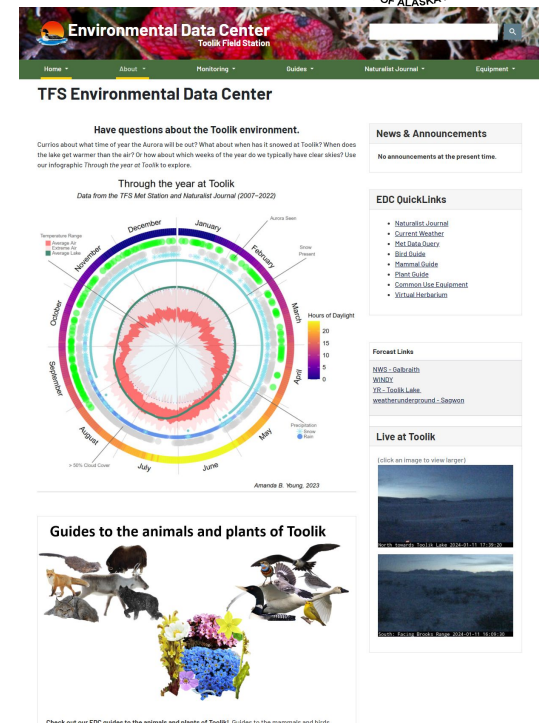 OF ALASKA
Environmental Data Center
Toolik Field Station
Home About Monitoring Guides Naturalist Journal Equipment
TFS Environmental Data Center
Have questions about the Toolik environment.
Currios about what time of year the Aurora will be out? What about when has it snowed at Toolik? When does
the lake get warmer than the air? Or how about which weeks of the year do we typically have clear skies? Use
our infographic Through the year at Toolik to explore.
Through the year at Toolik
Data from the TFS Met Station and Naturalist Journal (2007-2022)
Aurora Seen
Temperature Range
Average Air
Extreme Air
Average Lake
Snow
Present
January
February
March
April
May
June
July
August
September
October
November
December
Hours of Daylight
20
15
10
5
0
Precipitation
Snow
Rain
> 80% Cloud Cover
Amanda B. Young, 2023
Guides to the animals and plants of Toolik
Check out our EDC guides to the animals and plants of Toolik! Guides to the mammals and birds
News & Announcements
No announcements at the present time.
EDC QuickLinks
Naturalist Journal
Current Weather
Met Data Query
Bird Guide
Mammal Guide
Plant Guide
Common Use Equipment
Virtual Herbarium
Forcast Links
NWS - Galbraith
WINDY
YR - Toolik Lake
weatherunderground - Sagwon
Live at Toolik
(click an image to view larger)
North towards Toolik Lake 2024-01-11 17:39:20
South: Facing Brooks Range 2024-01-11 16:09:30